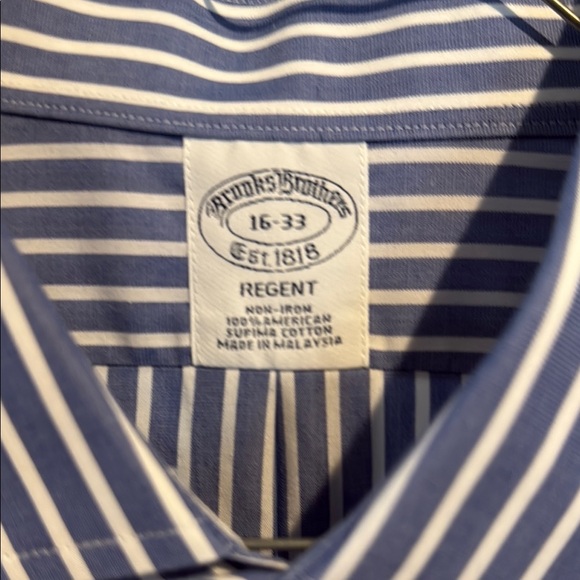 Brooks Brothers
16-33
Est. 1818
REGENT
NON-IRON
100% AMERICAN
SUPIMA COTTON
MADE IN MALAYSIA